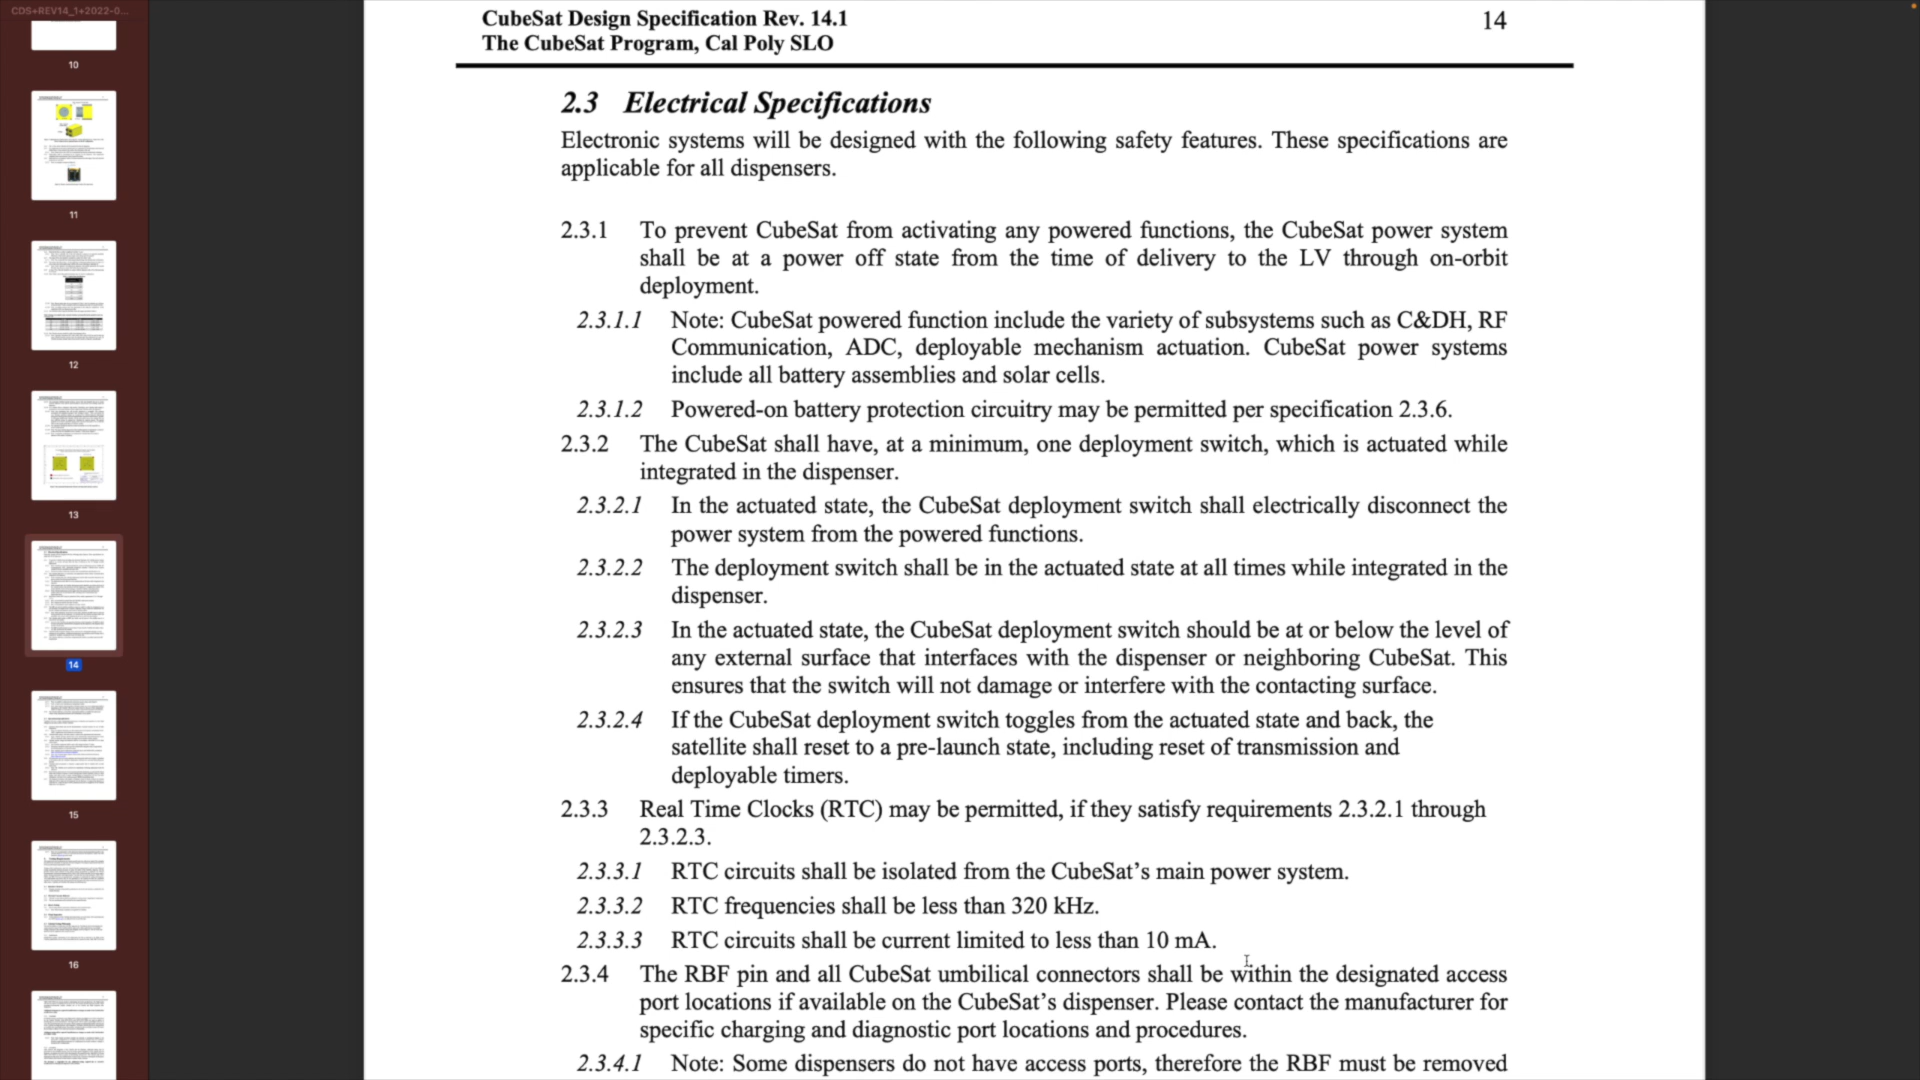 CDS+REV14_1+2022-0...
10
11
12
13
14
15
16
CubeSat Design Specification Rev. 14.1
14
The CubeSat Program, Cal Poly SLO
2.3 Electrical Specifications
Electronic systems will be designed with the following safety features. These specifications are
applicable for all dispensers.
2.3.1 To prevent CubeSat from activating any powered functions, the CubeSat power system
shall be at a power off state from the time of delivery to the LV through on-orbit
deployment.
2.3.1.1 Note: CubeSat powered function include the variety of subsystems such as C&DH, RF
Communication, ADC, deployable mechanism actuation. CubeSat power systems
include all battery assemblies and solar cells.
2.3.1.2 Powered-on battery protection circuitry may be permitted per specification 2.3.6.
2.3.2 The CubeSat shall have, at a minimum, one deployment switch, which is actuated while
integrated in the dispenser.
2.3.2.1 In the actuated state, the CubeSat deployment switch shall electrically disconnect the
power system from the powered functions.
2.3.2.2 The deployment switch shall be in the actuated state at all times while integrated in the
dispenser.
2.3.2.3 In the actuated state, the CubeSat deployment switch should be at or below the level of
any external surface that interfaces with the dispenser or neighboring CubeSat. This
ensures that the switch will not damage or interfere with the contacting surface.
2.3.2.4 If the CubeSat deployment switch toggles from the actuated state and back, the
satellite shall reset to a pre-launch state, including reset of transmission and
deployable timers.
2.3.3 Real Time Clocks (RTC) may be permitted, if they satisfy requirements 2.3.2.1 through
2.3.2.3.
2.3.3.1 RTC circuits shall be isolated from the CubeSat’s main power system.
2.3.3.2 RTC frequencies shall be less than 320 kHz.
2.3.3.3 RTC circuits shall be current limited to less than 10 mA.
2.3.4 The RBF pin and all CubeSat umbilical connectors shall be within the designated access
port locations if available on the CubeSat’s dispenser. Please contact the manufacturer for
specific charging and diagnostic port locations and procedures.
2.3.4.1 Note: Some dispensers do not have access ports, therefore the RBF must be removed